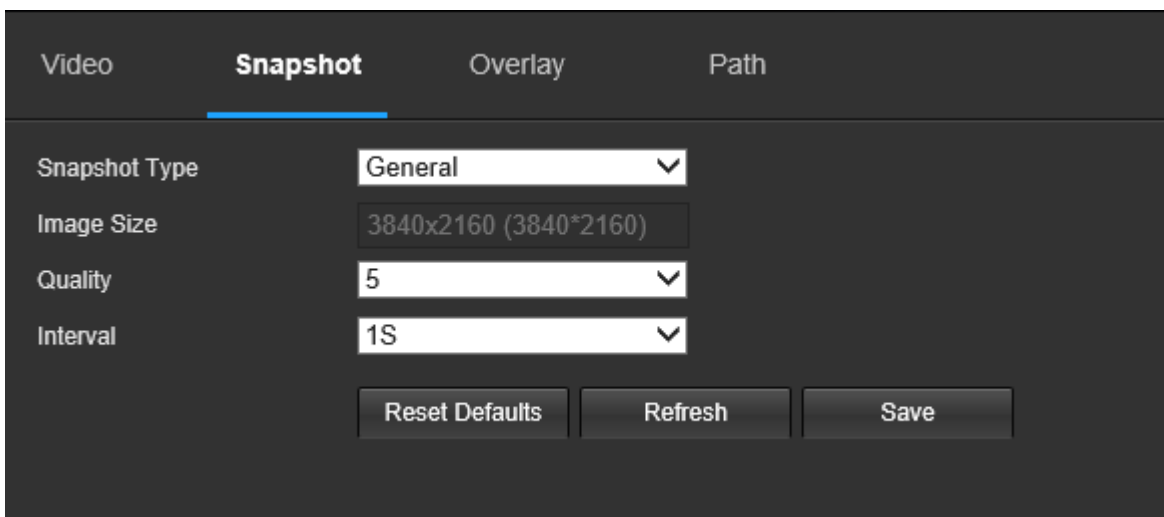 Video Snapshot Overlay Path
Snapshot Type General
Image Size 3840x2160 (3840*2160)
Quality 5
Interval 1S
Reset Defaults Refresh Save